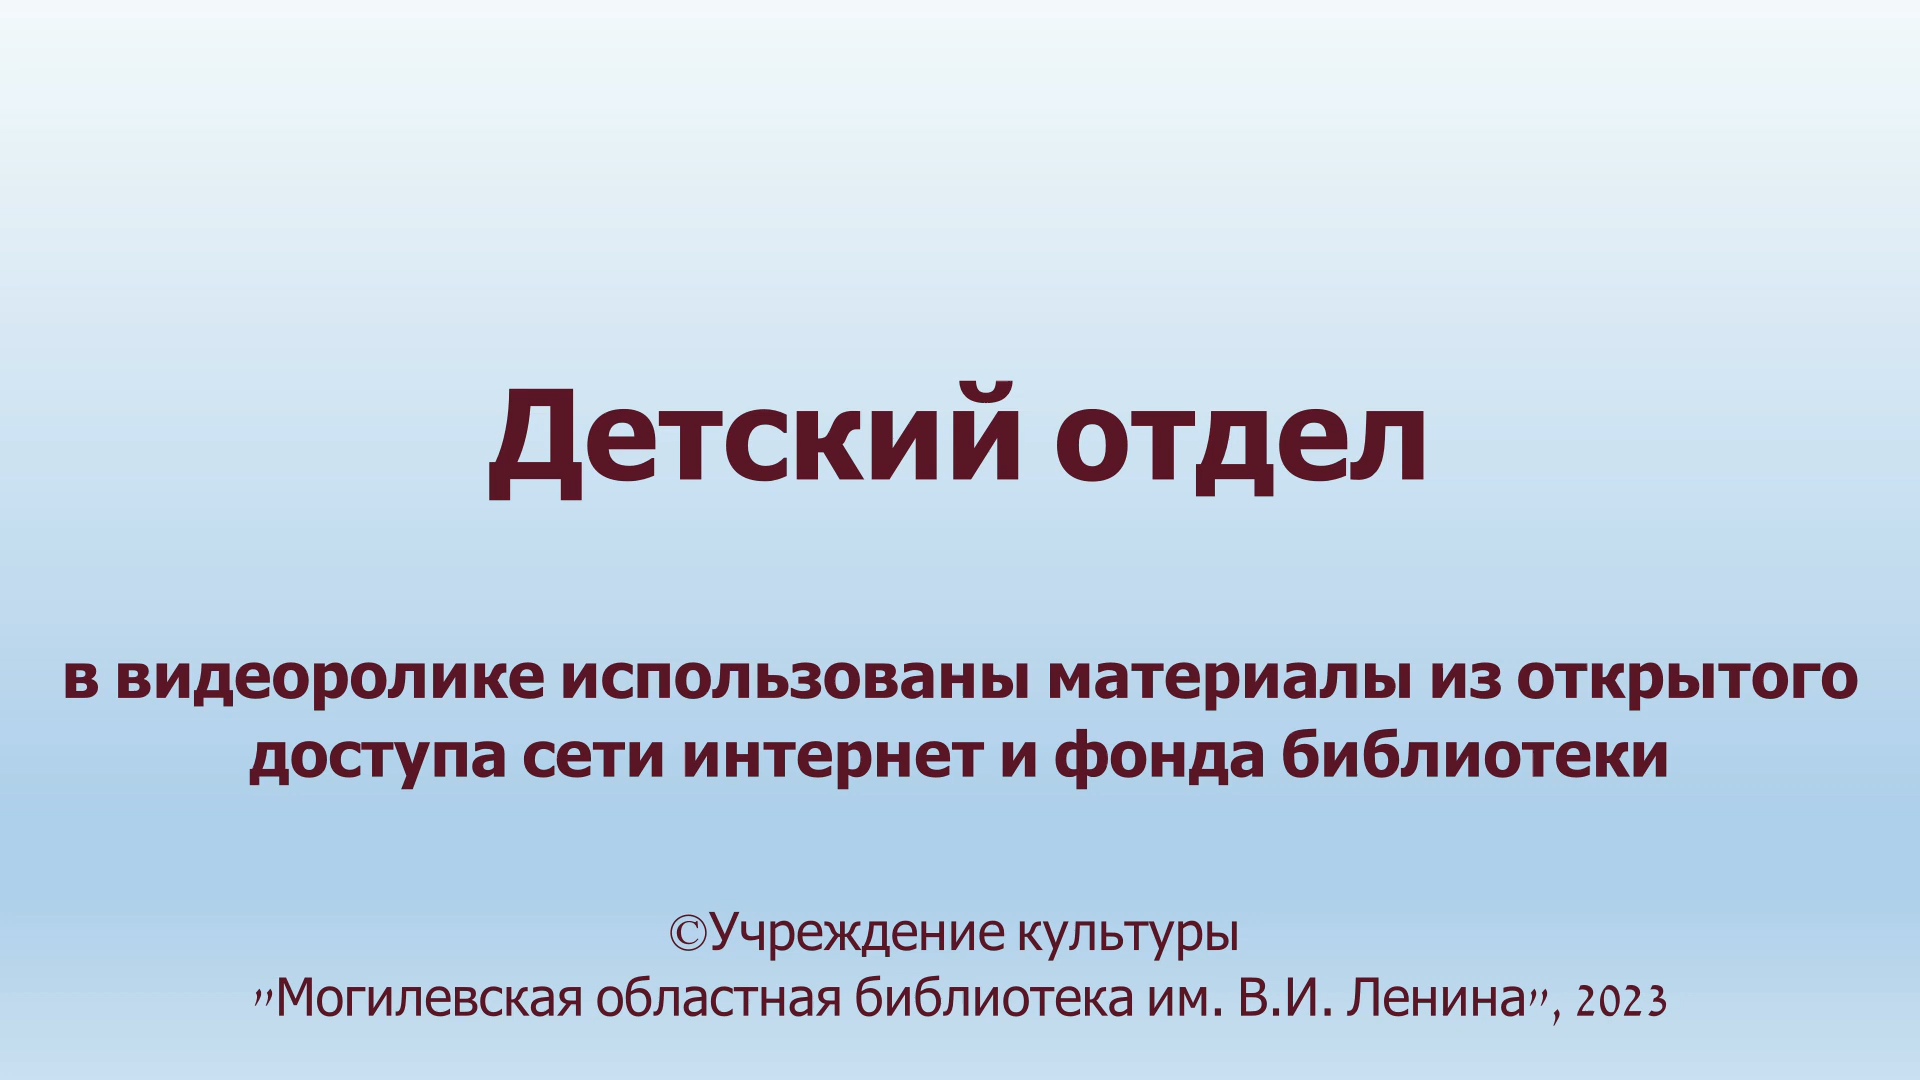 Детский отдел
в видеоролике использованы материалы из открытого
доступа сети интернет и фонда библиотеки
©Учреждение культуры
"Могилевская областная библиотека им. В.И. Ленина", 2023